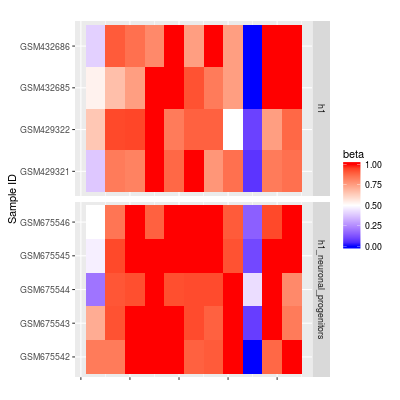 GSM432686
GSM432685
GSM429322
GSM429321
h1
GSM675546
GSM675545
GSM675544
GSM675543
GSM675542
h1_neuronal_progenitors
Sample ID
beta
1.00
0.75
0.50
0.25
0.00